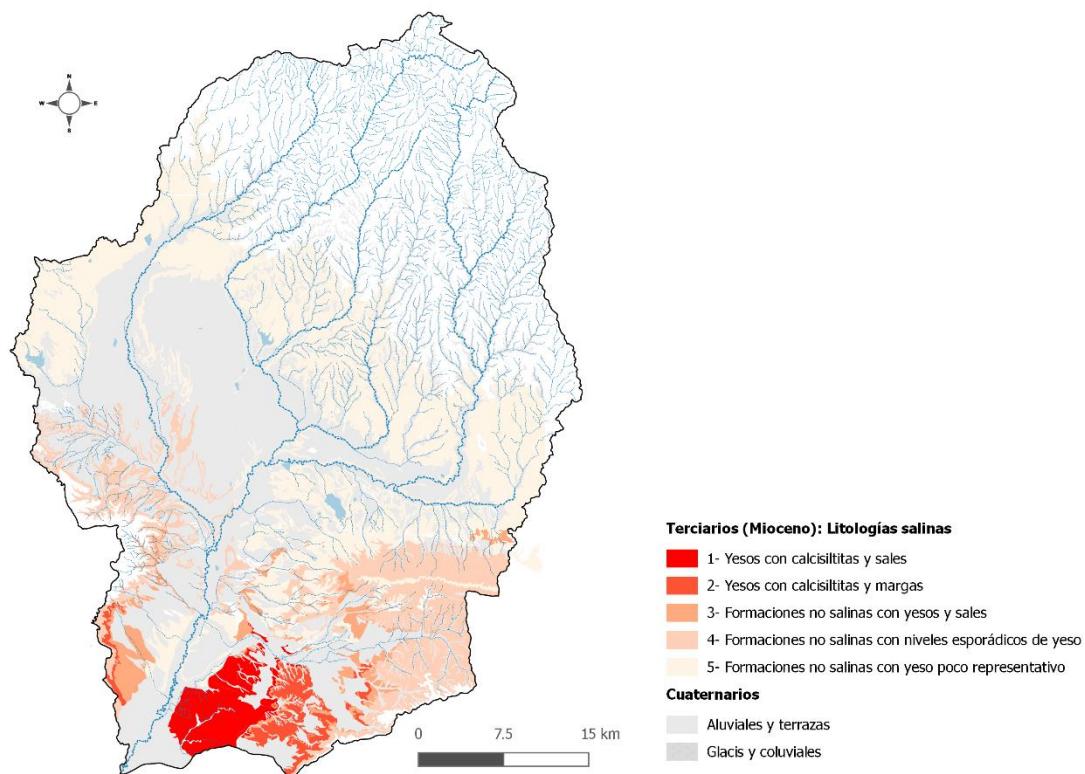 N
W E
S
Terciarios (Mioceno): Litologías salinas
1- Yesos con calcisiltitas y sales
2- Yesos con calcisiltitas y margas
3- Formaciones no salinas con yesos y sales
4- Formaciones no salinas con niveles esporádicos de yeso
5- Formaciones no salinas con yeso poco representativo
Cuaternarios
Aluviales y terrazas
Glacis y coluviales
0 7.5 15 km